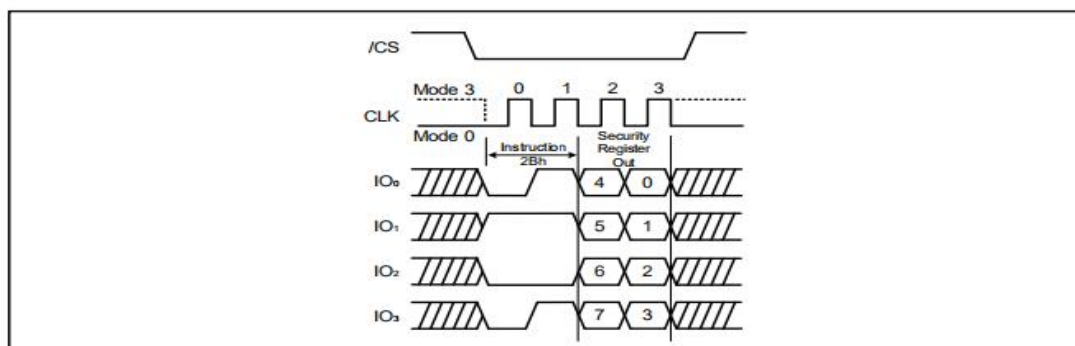 /CS
Mode 3 0 1 2 3
CLK
Mode 0
Instruction
2Bh
Security
Register
Out
IO₀ 4 0
IO₁ 5 1
IO₂ 6 2
IO₃ 7 3